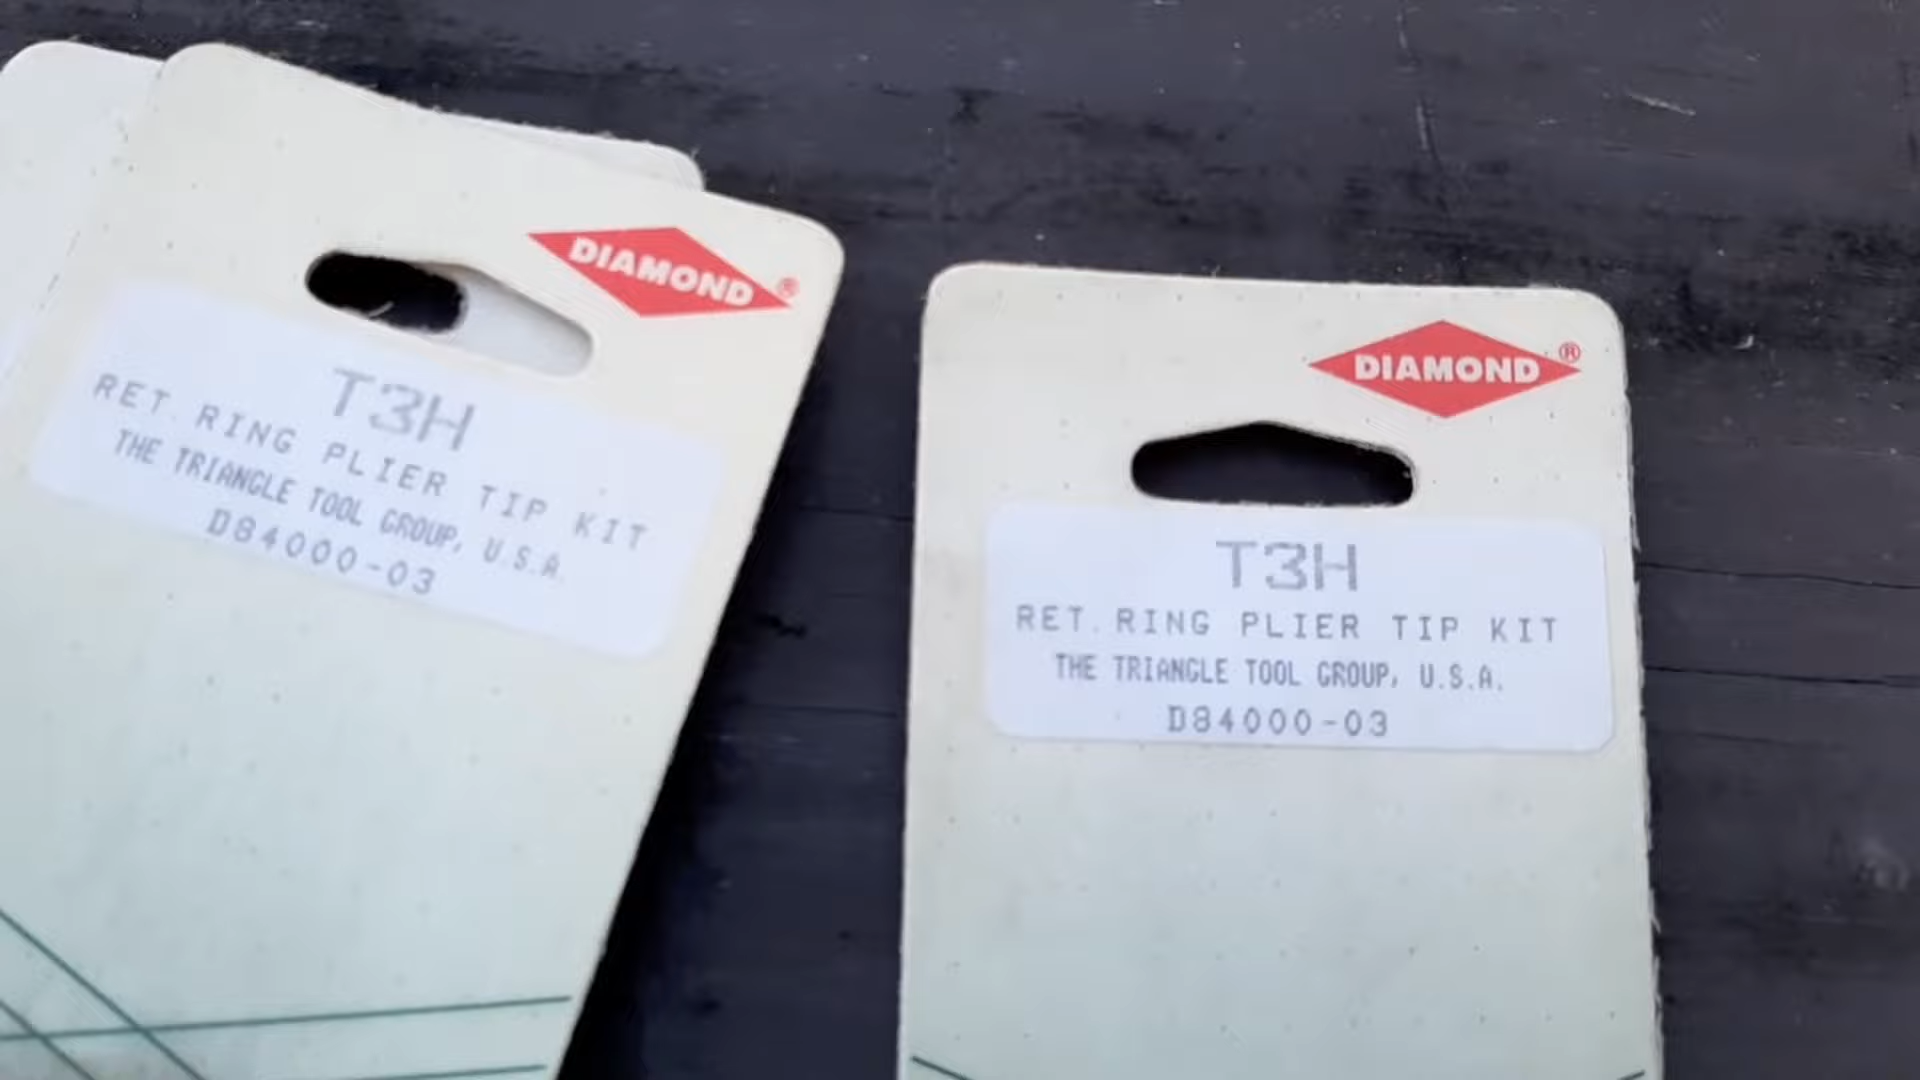 DIAMOND®
T3H
RET.RING PLIER TIP KIT
THE TRIANGLE TOOL GROUP, U.S.A.
D84000-03
DIAMOND®
T3H
RET.RING PLIER TIP KIT
THE TRIANGLE TOOL GROUP, U.S.A.
D84000-03